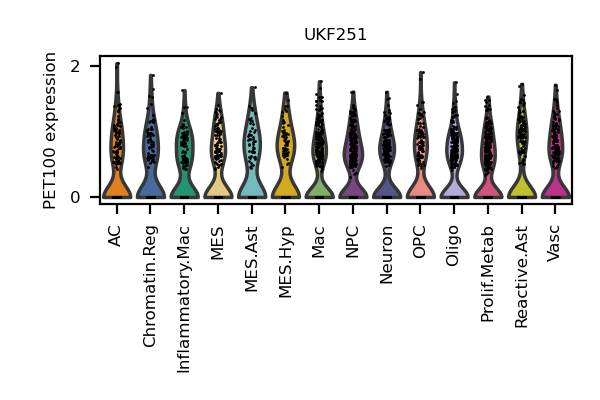 UKF251
PET100 expression
2
0
AC
Chromatin.Reg
Inflammatory.Mac
MES
MES.Ast
MES.Hyp
Mac
NPC
Neuron
OPC
Oligo
Prolif.Metab
Reactive.Ast
Vasc